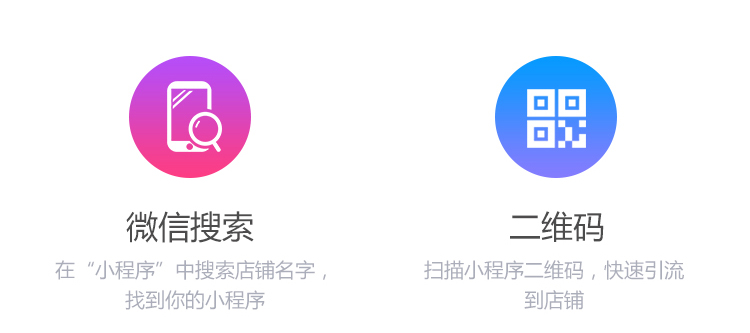 微信搜索
在“小程序”中搜索店铺名字，
找到你的小程序
二维码
扫描小程序二维码，快速引流
到店铺